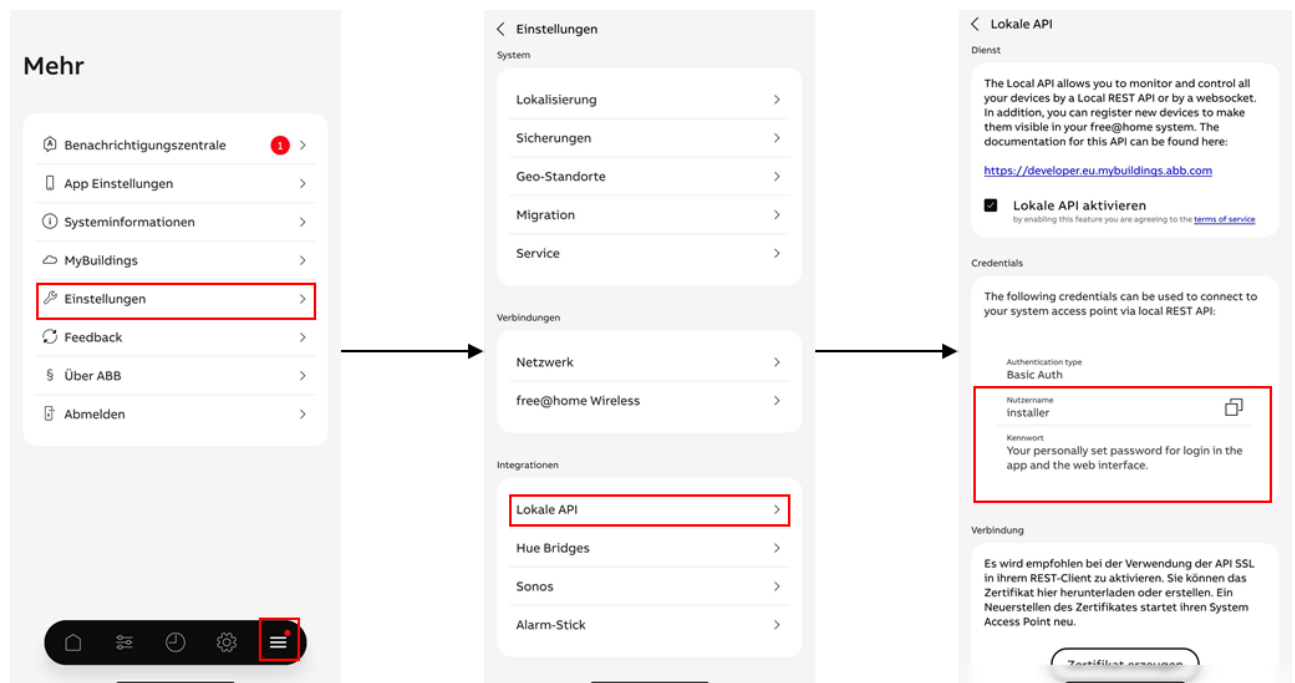 Mehr
Benachrichtigungszentrale
1
App Einstellungen
Systeminformationen
MyBuildings
Einstellungen
Feedback
§ Über ABB
Abmelden
Einstellungen
System
Lokalisierung
Sicherungen
Geo-Standorte
Migration
Service
Verbindungen
Netzwerk
free@home Wireless
Integrationen
Lokale API
Hue Bridges
Sonos
Alarm-Stick
Lokale API
Dienst
The Local API allows you to monitor and control all
your devices by a Local REST API or by a websocket.
In addition, you can register new devices to make
them visible in your free@home system. The
documentation for this API can be found here:
https://developer.eu.mybuildings.abb.com
Lokale API aktivieren
by enabling this feature you are agreeing to the terms of service
Credentials
The following credentials can be used to connect to
your system access point via local REST API:
Authentication type
Basic Auth
Nutzername
installer
Kennwort
Your personally set password for login in the
app and the web interface.
Verbindung
Es wird empfohlen bei der Verwendung der API SSL
in ihrem REST-Client zu aktivieren. Sie können das
Zertifikat hier herunterladen oder erstellen. Ein
Neuerstellen des Zertifikates startet ihren System
Access Point neu.
Zertifikat erzeugen